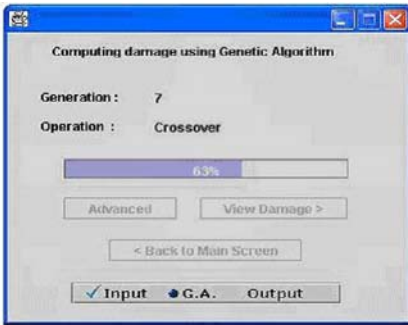 Computing damage using Genetic Algorithm
Generation : 7
Operation : Crossover
63%
Advanced View Damage >
< Back to Main Screen
Input G.A. Output